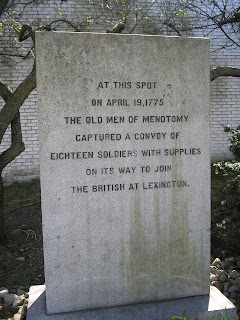 AT THIS SPOT
ON APRIL 19, 1775
THE OLD MEN OF MENOTOMY
CAPTURED A CONVOY OF
EIGHTEEN SOLDIERS WITH SUPPLIES
ON ITS WAY TO JOIN
THE BRITISH AT LEXINGTON.